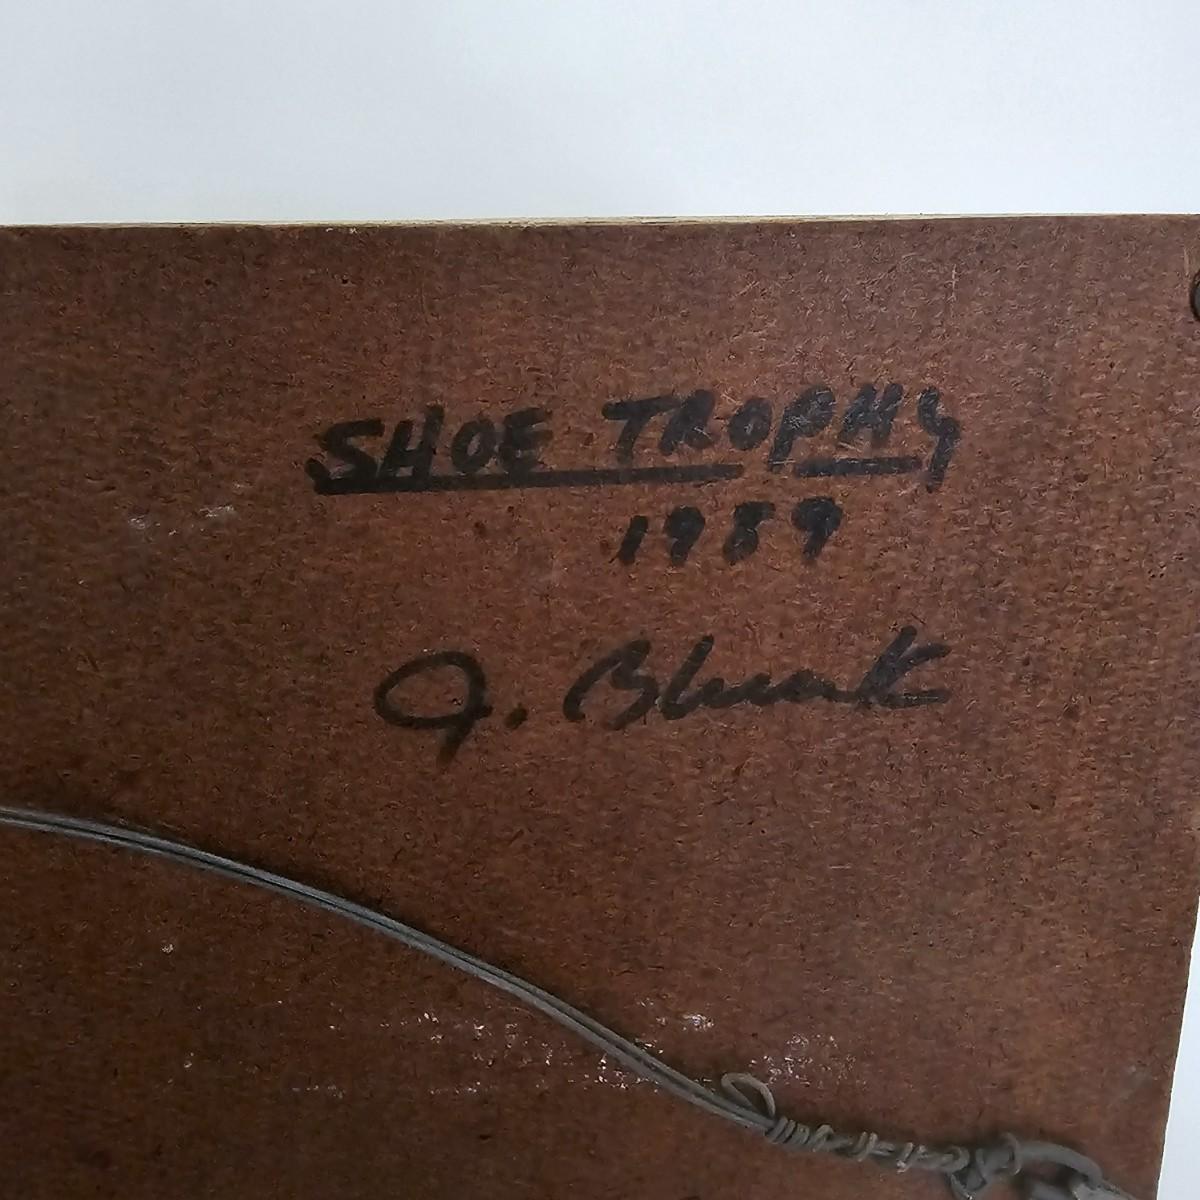 SHOE TROPHY
1989
J. Blunk